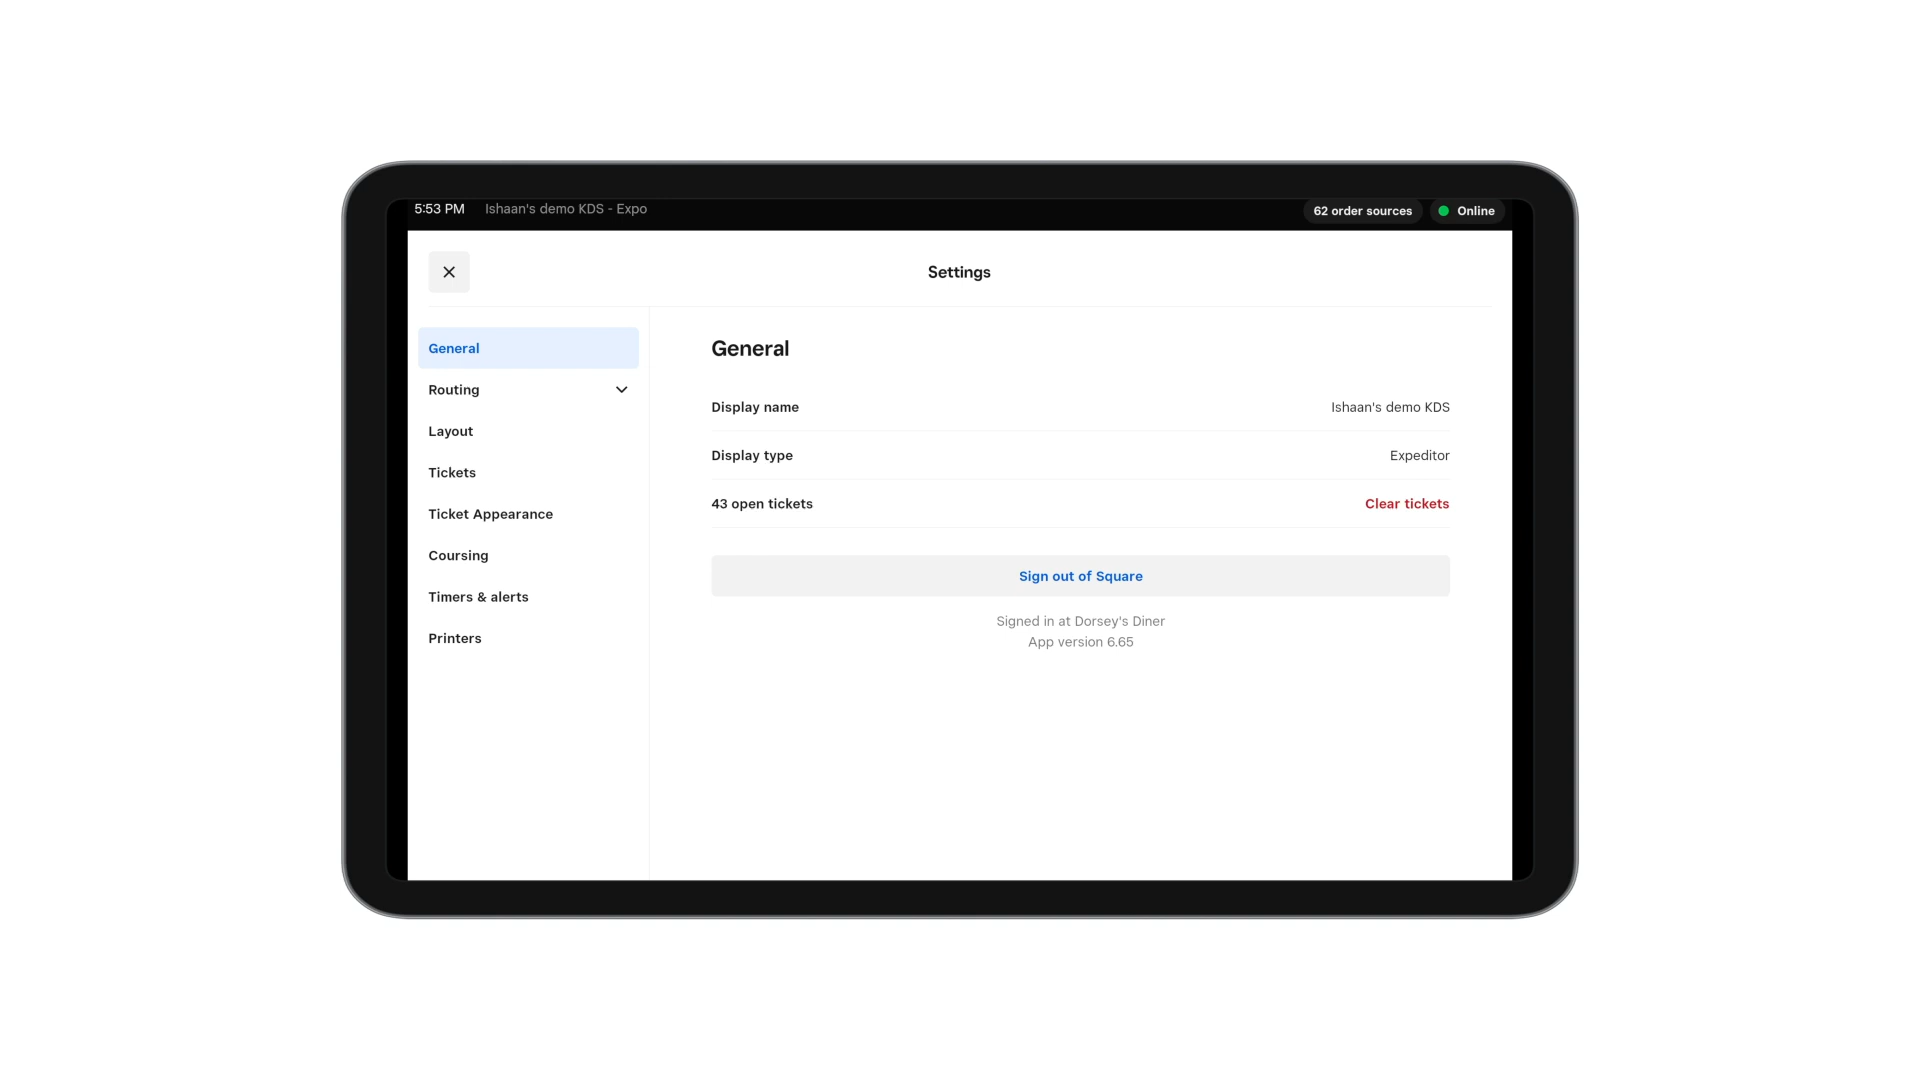 5:53 PM Ishaan's demo KDS - Expo 62 order sources Online
Settings
General
Routing
Layout
Tickets
Ticket Appearance
Coursing
Timers & alerts
Printers
General
Display name Ishaan's demo KDS
Display type Expeditor
43 open tickets Clear tickets
Sign out of Square
Signed in at Dorsey's Diner
App version 6.65